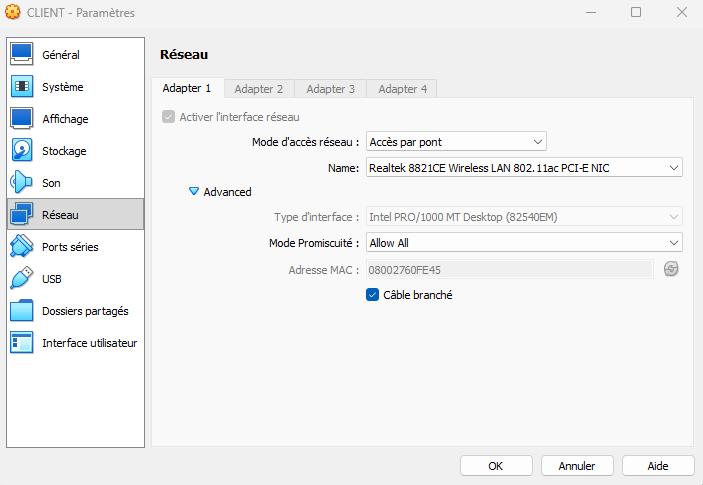 CLIENT - Paramètres
Général
Système
Affichage
Stockage
Son
Réseau
Ports séries
USB
Dossiers partagés
Interface utilisateur
Réseau
Adapter 1 Adapter 2 Adapter 3 Adapter 4
Activer l'interface réseau
Mode d'accès réseau : Accès par pont
Name: Realtek 8821CE Wireless LAN 802.11ac PCI-E NIC
Advanced
Type d'interface : Intel PRO/1000 MT Desktop (82540EM)
Mode Promiscuité : Allow All
Adresse MAC : 08002760FE45
Câble branché
OK Annuler Aide